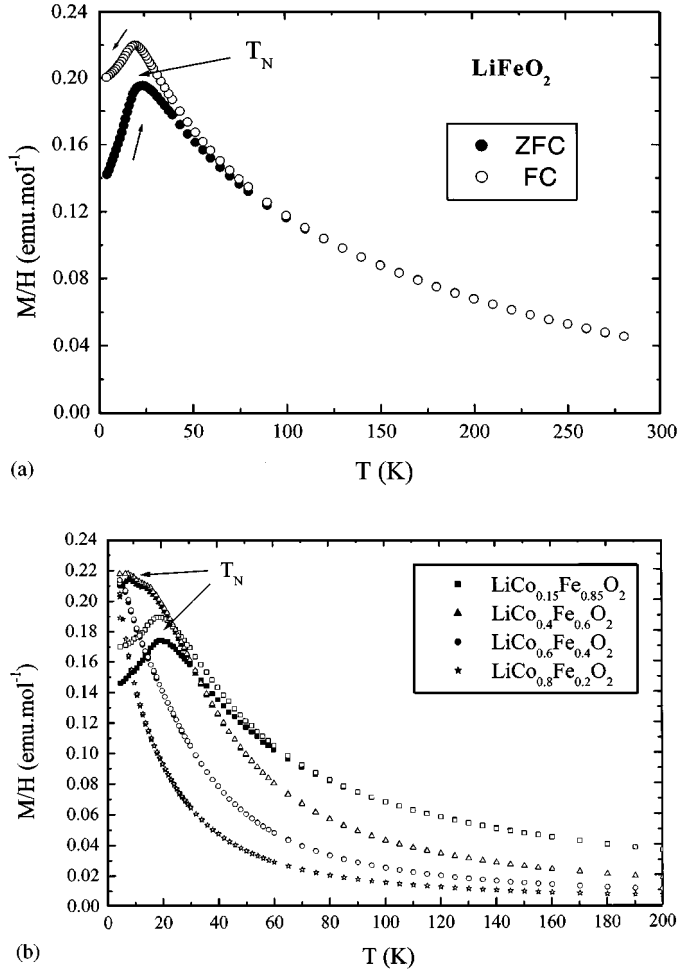 0.24
0.20
0.16
0.12
0.08
0.04
0.00
M/H (emu.mol⁻¹)
T_N
LiFeO₂
ZFC
FC
0 50 100 150 200 250 300
T (K)
(a)
0.24
0.22
0.20
0.18
0.16
0.14
0.12
0.10
0.08
0.06
0.04
0.02
0.00
M/H (emu.mol⁻¹)
T_N
LiCo₀.₁₅Fe₀.₈₅O₂
LiCo₀.₄Fe₀.₆O₂
LiCo₀.₆Fe₀.₄O₂
LiCo₀.₈Fe₀.₂O₂
0 20 40 60 80 100 120 140 160 180 200
T (K)
(b)